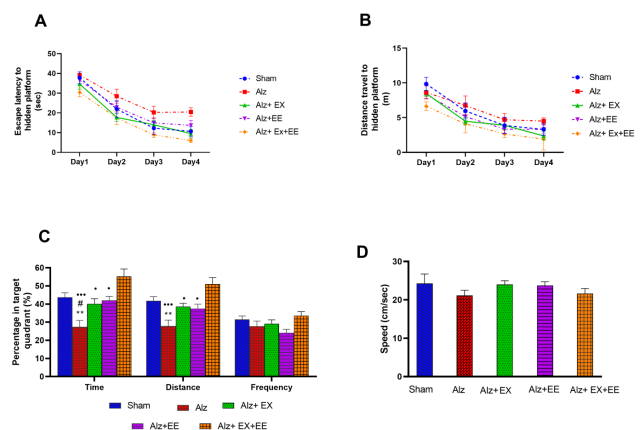 A
Escape latency to
hidden platform
(sec)
50
40
30
20
10
0
Day1 Day2 Day3 Day4
Sham
Alz
Alz+ EX
Alz+EE
Alz+ Ex+EE
B
Distance travel to
hidden platform
(m)
15
10
5
0
Day1 Day2 Day3 Day4
Sham
Alz
Alz+ EX
Alz+EE
Alz+ Ex+EE
C
Percentage in target
quadrant (%)
60
50
40
30
20
10
0
•••
#
**
•
•
•••
**
•
•
Time Distance Frequency
Sham Alz Alz+ EX
Alz+EE Alz+ EX+EE
D
Speed (cm/sec)
30
20
10
0
Sham Alz Alz+EX Alz+EE Alz+ EX+EE